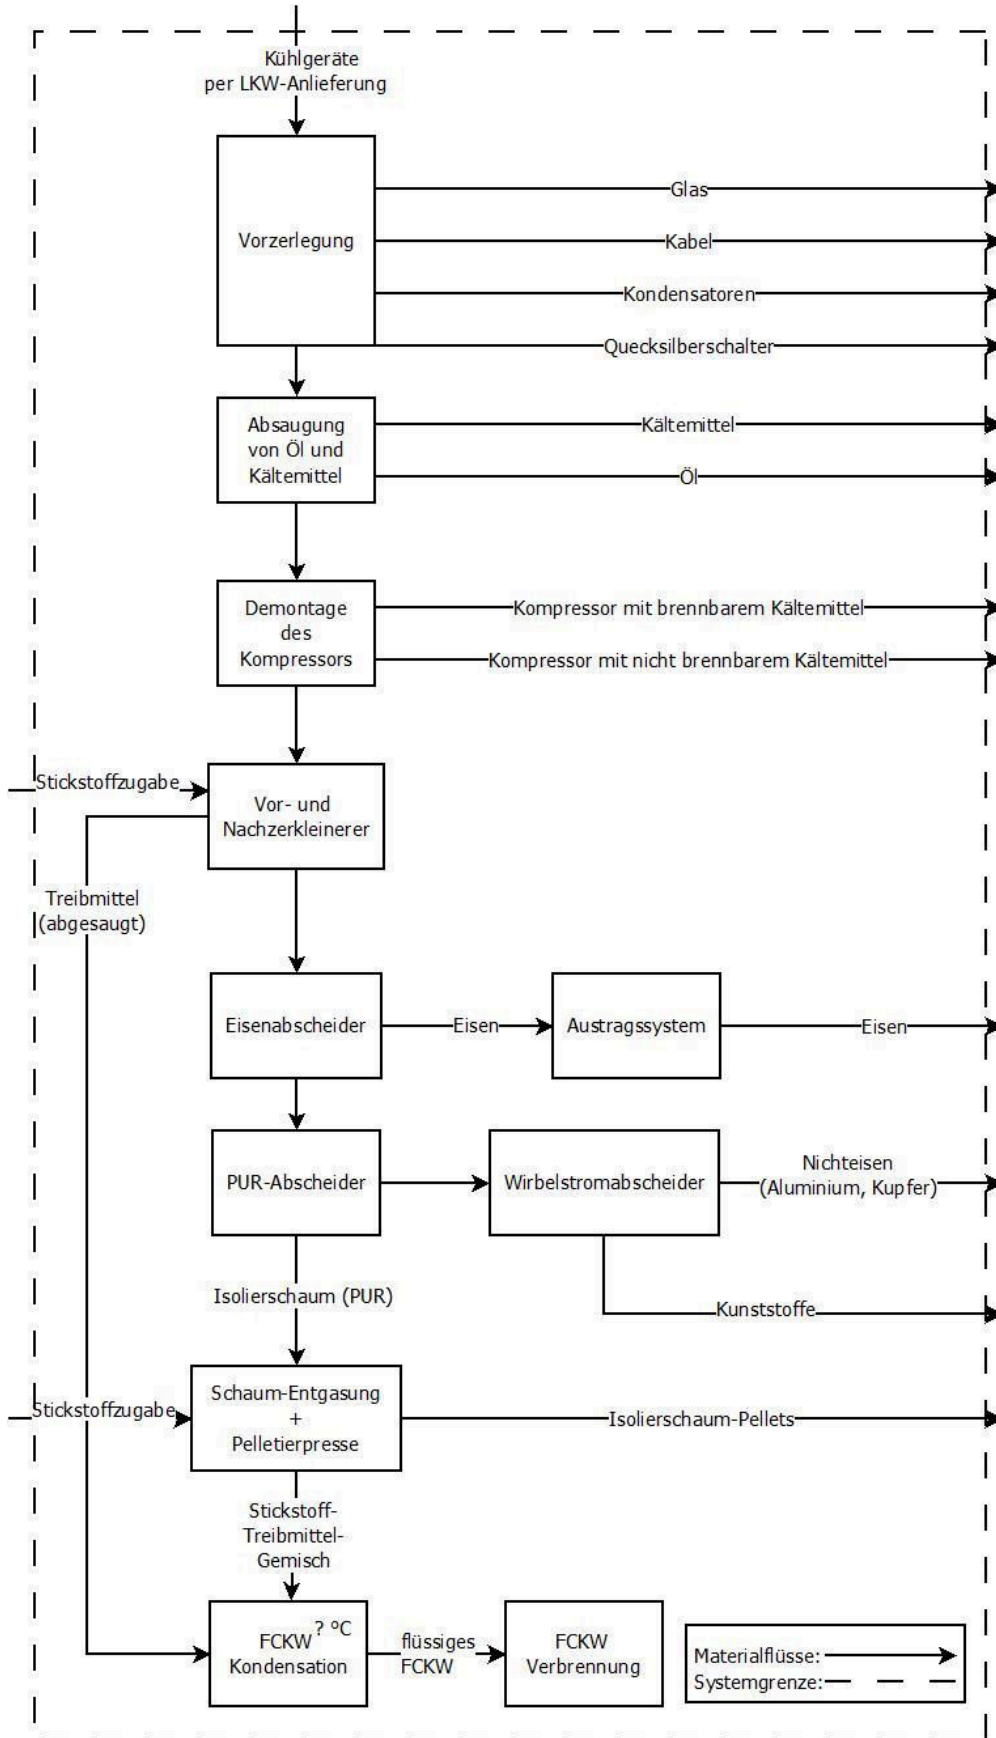 Kühlgeräte
per LKW-Anlieferung
Vorzerlegung
Glas
Kabel
Kondensatoren
Quecksilberschalter
Absaugung
von Öl und
Kältemittel
Kältemittel
Öl
Demontage
des
Kompressors
Kompressor mit brennbarem Kältemittel
Kompressor mit nicht brennbarem Kältemittel
Stickstoffzugabe
Vor- und
Nachzerkleinerer
Treibmittel
(abgesaugt)
Eisenabscheider
Eisen
Austragssystem
Eisen
PUR-Abscheider
Wirbelstromabscheider
Nichteisen
(Aluminium, Kupfer)
Isolierschaum (PUR)
Kunststoffe
Stickstoffzugabe
Schaum-Entgasung
+
Pelletierpresse
Isolierschaum-Pellets
Stickstoff-
Treibmittel-
Gemisch
FCKW ? °C
Kondensation
flüssiges
FCKW
FCKW
Verbrennung
Materialflüsse:
Systemgrenze: